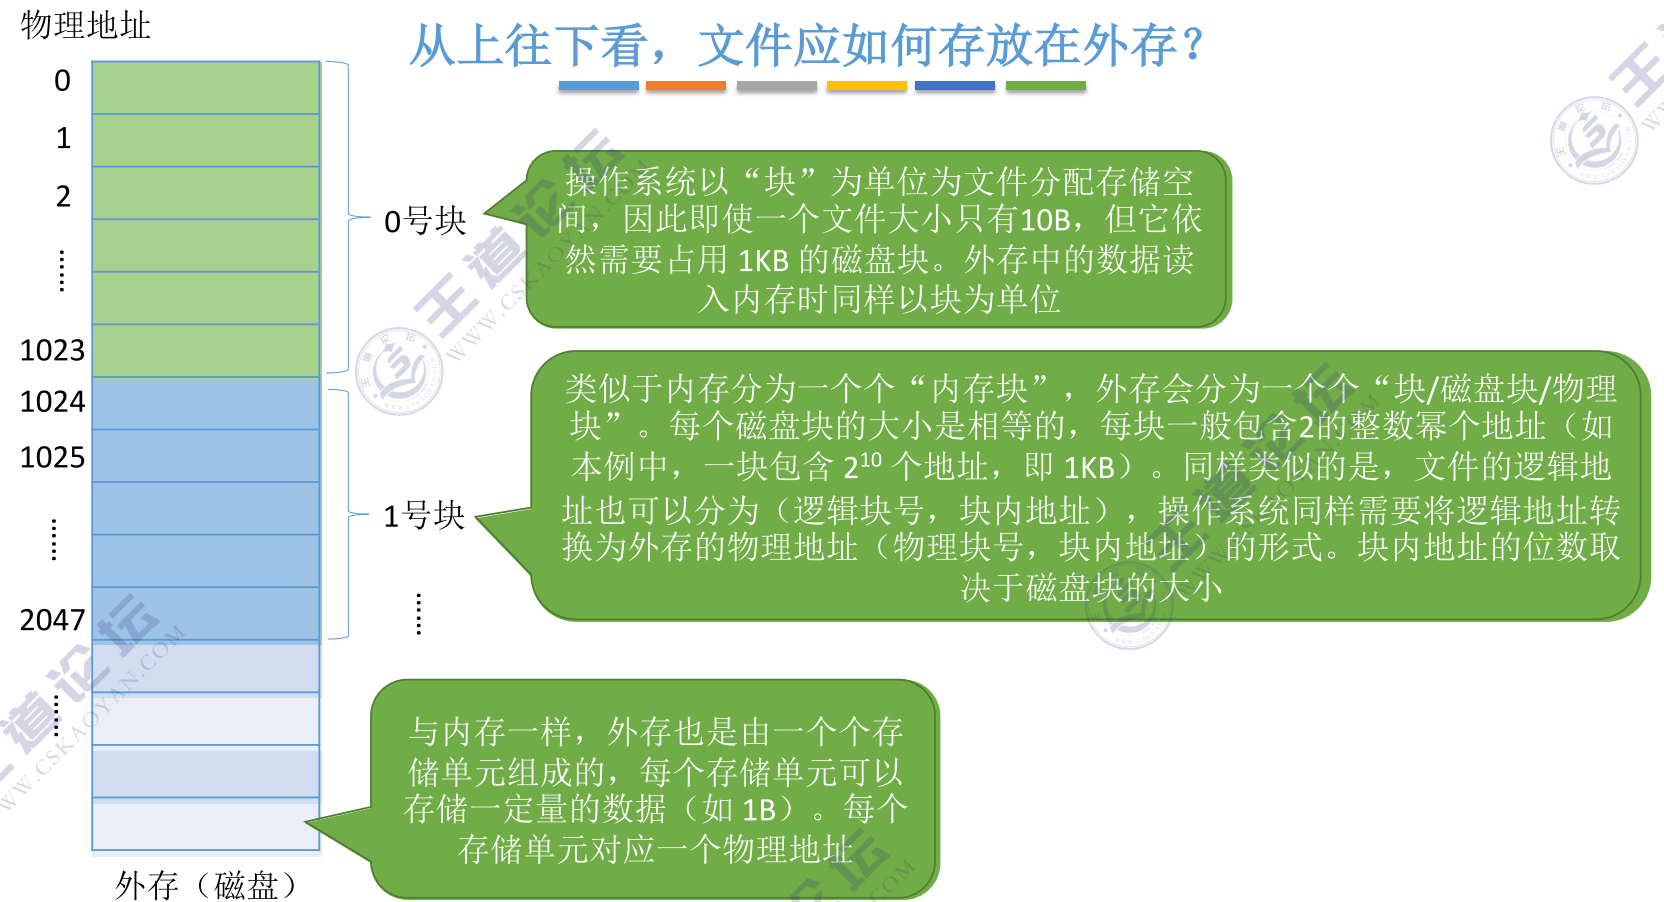 物理地址
从上往下看，文件应如何存放在外存？
0
1
2
……
1023
1024
1025
……
2047
……
外存（磁盘）
0号块
1号块
……
操作系统以“块”为单位为文件分配存储空
间，因此即使一个文件大小只有10B，但它依
然需要占用 1KB 的磁盘块。外存中的数据读
入内存时同样以块为单位
类似于内存分为一个个“内存块”，外存会分为一个个“块/磁盘块/物理
块”。每个磁盘块的大小是相等的，每块一般包含2的整数幂个地址（如
本例中，一块包含 2¹⁰ 个地址，即 1KB）。同样类似的是，文件的逻辑地
址也可以分为（逻辑块号，块内地址），操作系统同样需要将逻辑地址转
换为外存的物理地址（物理块号，块内地址）的形式。块内地址的位数取
决于磁盘块的大小
与内存一样，外存也是由一个个存
储单元组成的，每个存储单元可以
存储一定量的数据（如 1B）。每个
存储单元对应一个物理地址
王道论坛
WWW.CSKAOYAN.COM